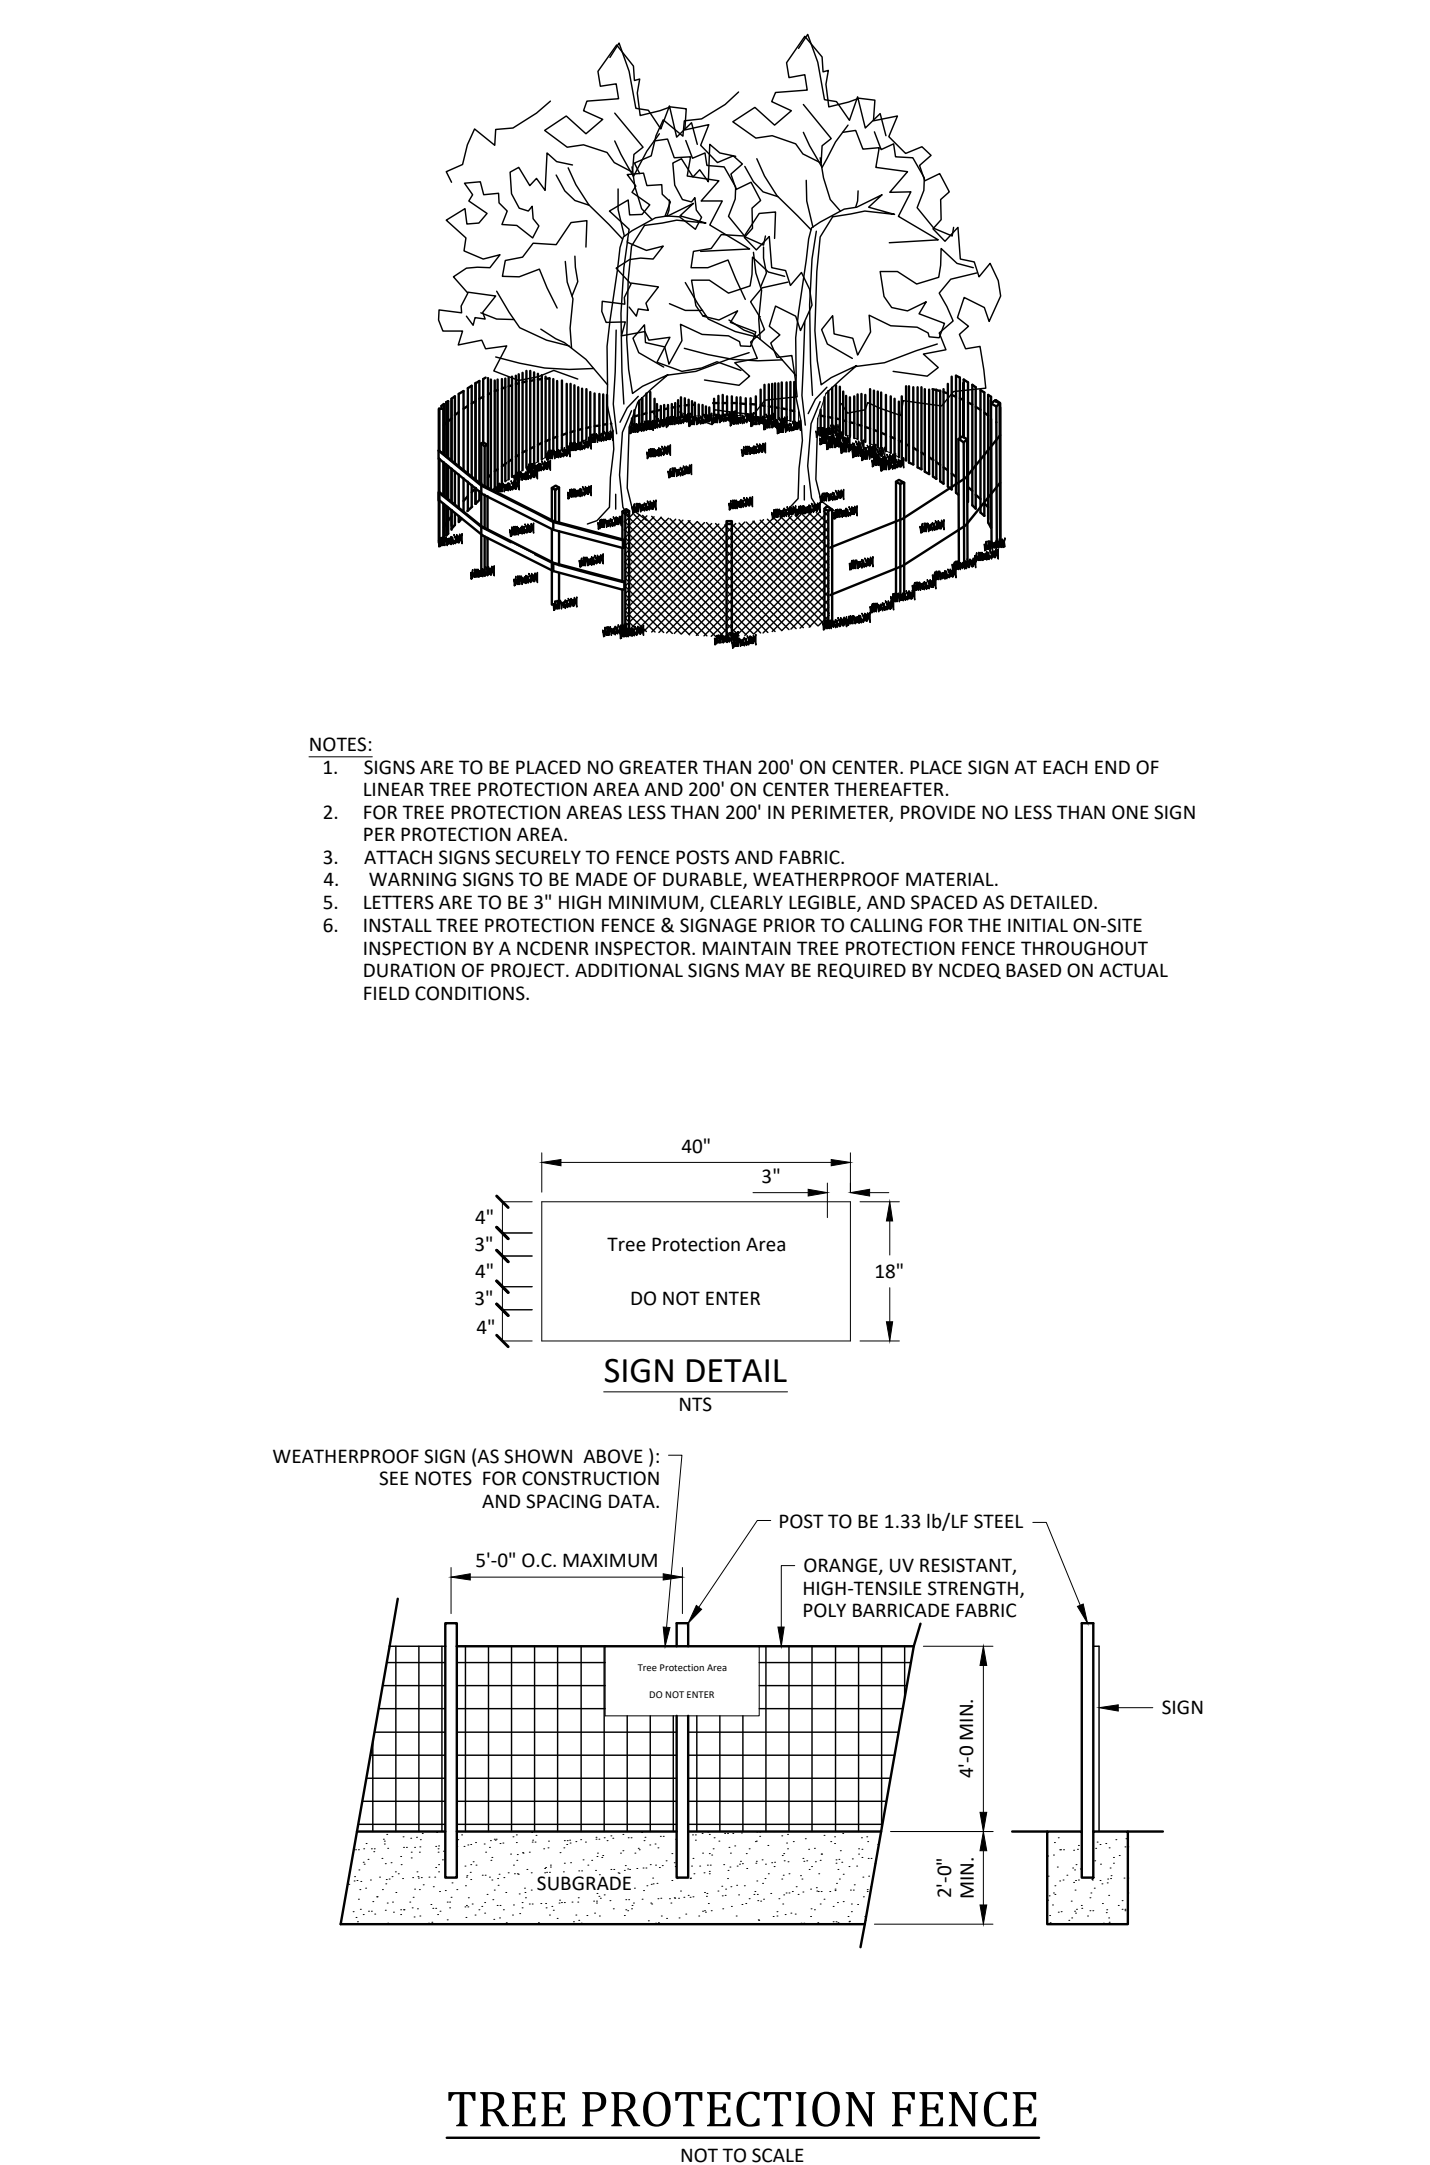 NOTES:
1. SIGNS ARE TO BE PLACED NO GREATER THAN 200' ON CENTER. PLACE SIGN AT EACH END OF
LINEAR TREE PROTECTION AREA AND 200' ON CENTER THEREAFTER.
2. FOR TREE PROTECTION AREAS LESS THAN 200' IN PERIMETER, PROVIDE NO LESS THAN ONE SIGN
PER PROTECTION AREA.
3. ATTACH SIGNS SECURELY TO FENCE POSTS AND FABRIC.
4. WARNING SIGNS TO BE MADE OF DURABLE, WEATHERPROOF MATERIAL.
5. LETTERS ARE TO BE 3" HIGH MINIMUM, CLEARLY LEGIBLE, AND SPACED AS DETAILED.
6. INSTALL TREE PROTECTION FENCE & SIGNAGE PRIOR TO CALLING FOR THE INITIAL ON-SITE
INSPECTION BY A NCDENR INSPECTOR. MAINTAIN TREE PROTECTION FENCE THROUGHOUT
DURATION OF PROJECT. ADDITIONAL SIGNS MAY BE REQUIRED BY NCDEQ BASED ON ACTUAL
FIELD CONDITIONS.
40"
3"
4"
3"
4"
3"
4"
Tree Protection Area
DO NOT ENTER
18"
SIGN DETAIL
NTS
WEATHERPROOF SIGN (AS SHOWN ABOVE ):
SEE NOTES FOR CONSTRUCTION
AND SPACING DATA.
POST TO BE 1.33 lb/LF STEEL
5'-0" O.C. MAXIMUM
ORANGE, UV RESISTANT,
HIGH-TENSILE STRENGTH,
POLY BARRICADE FABRIC
Tree Protection Area
DO NOT ENTER
4'-0 MIN.
SIGN
SUBGRADE
2'-0"
MIN.
TREE PROTECTION FENCE
NOT TO SCALE